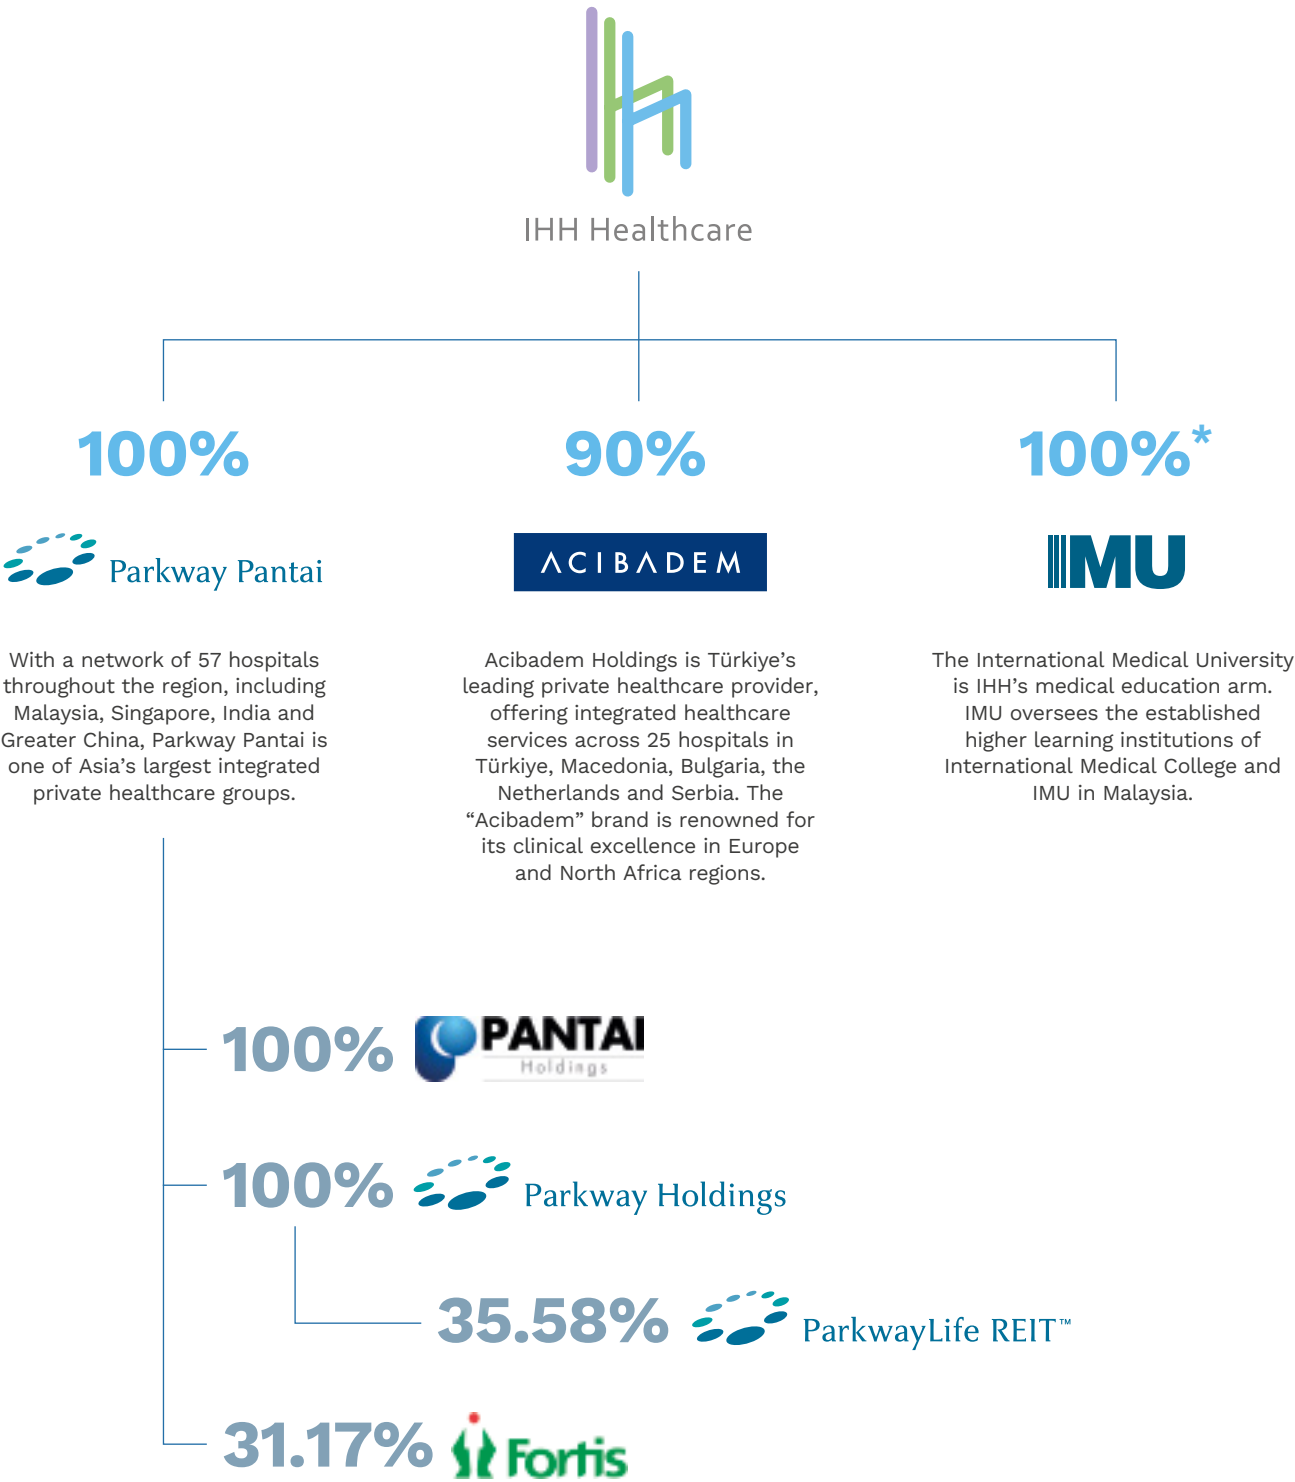 IHH Healthcare
100%
90%
100%*
Parkway Pantai
ACIBADEM
IMU
With a network of 57 hospitals
throughout the region, including
Malaysia, Singapore, India and
Greater China, Parkway Pantai is
one of Asia’s largest integrated
private healthcare groups.
Acibadem Holdings is Türkiye’s
leading private healthcare provider,
offering integrated healthcare
services across 25 hospitals in
Türkiye, Macedonia, Bulgaria, the
Netherlands and Serbia. The
“Acibadem” brand is renowned for
its clinical excellence in Europe
and North Africa regions.
The International Medical University
is IHH’s medical education arm.
IMU oversees the established
higher learning institutions of
International Medical College and
IMU in Malaysia.
100% PANTAI
Holdings
100% Parkway Holdings
35.58% ParkwayLife REIT™
31.17% Fortis